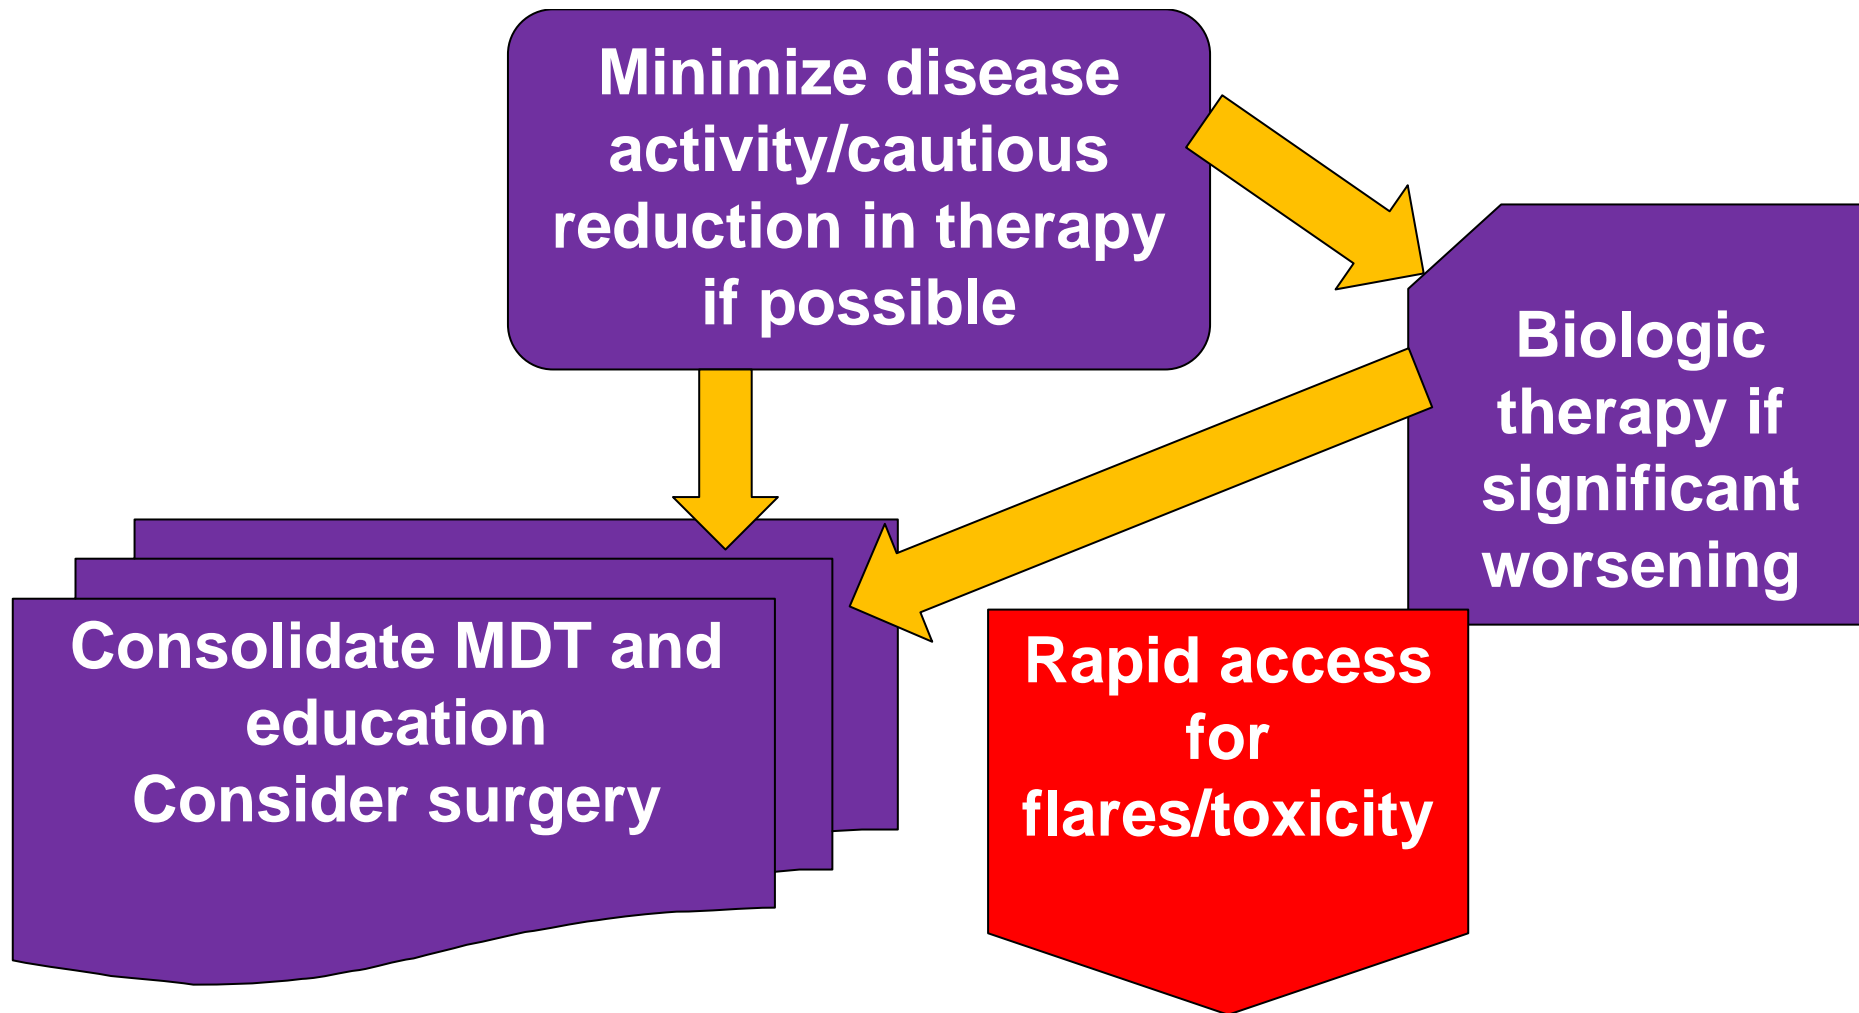 Minimize disease
activity/cautious
reduction in therapy
if possible
Biologic
therapy if
significant
worsening
Consolidate MDT and
education
Consider surgery
Rapid access
for
flares/toxicity